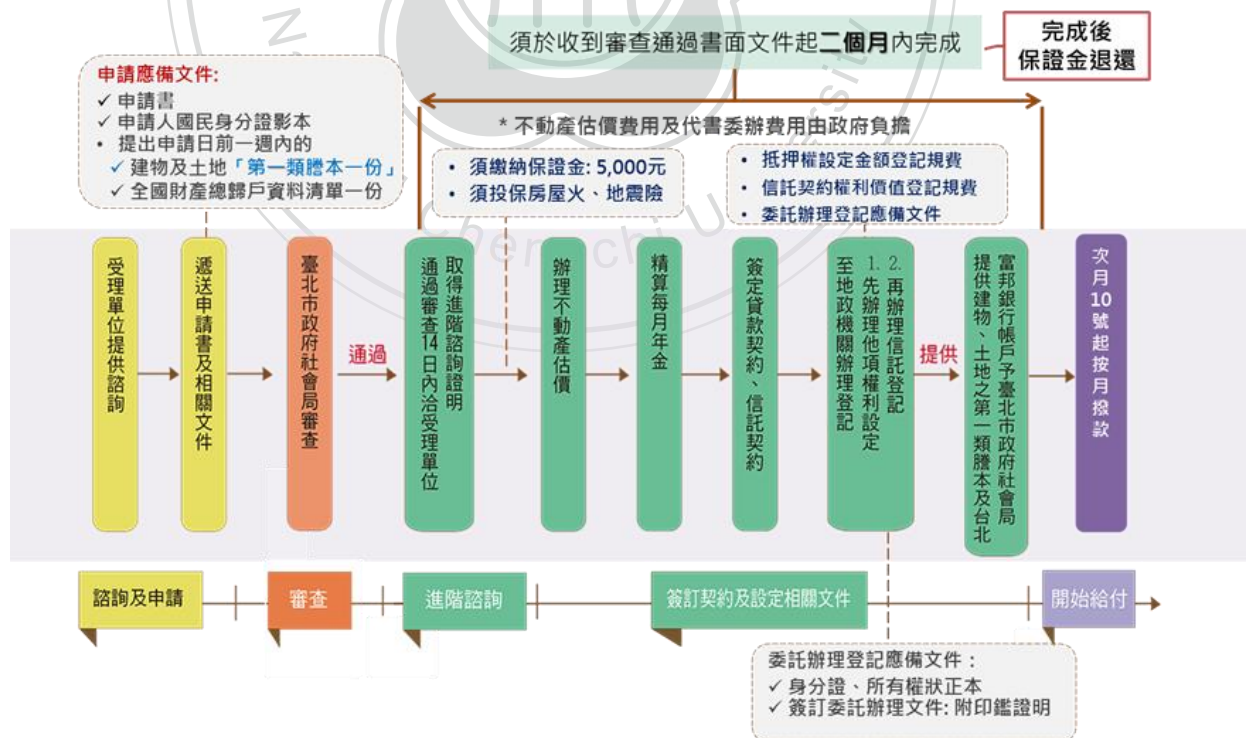 須於收到審查通過書面文件起二個月內完成
完成後
保證金退還
申請應備文件:
✓ 申請書
✓ 申請人國民身分證影本
• 提出申請日前一週內的
✓ 建物及土地「第一類謄本一份」
✓ 全國財產總歸戶資料清單一份
* 不動產估價費用及代書委辦費用由政府負擔
• 須繳納保證金: 5,000元
• 須投保房屋火、地震險
• 抵押權設定金額登記規費
• 信託契約權利價值登記規費
• 委託辦理登記應備文件
Chengchi
受理單位提供諮詢
遞送申請書及相關文件
臺北市政府社會局審查
通過
取得進階諮詢證明
通過審查14日內洽受理單位
辦理不動產估價
精算每月年金
簽定貸款契約、信託契約
2. 再辦理信託登記
1. 先辦理他項權利設定
至地政機關辦理登記
提供
富邦銀行帳戶予臺北市政府社會局
提供建物、土地之第一類謄本及台北
次月10號起按月撥款
諮詢及申請
審查
進階諮詢
簽訂契約及設定相關文件
開始給付
委託辦理登記應備文件：
✓ 身分證、所有權狀正本
✓ 簽訂委託辦理文件: 附印鑑證明